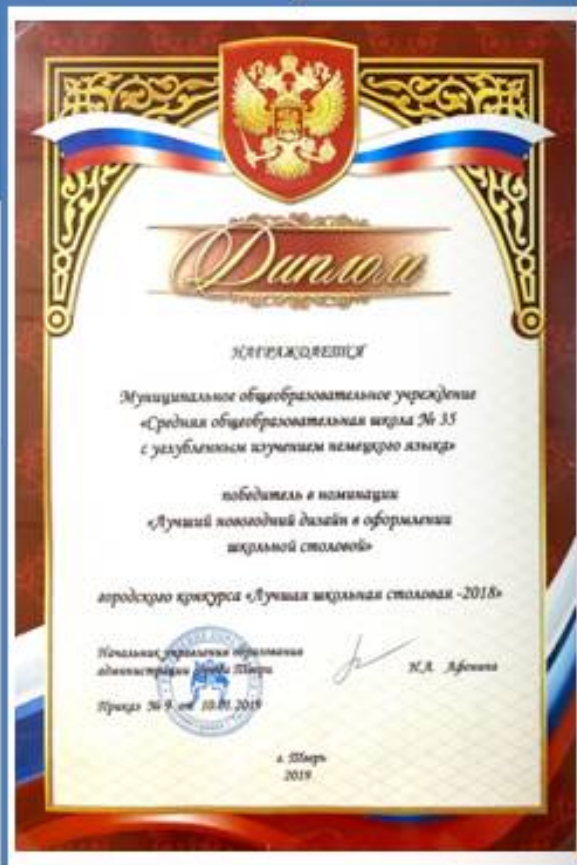 Диплом
НАГРАЖДАЕТСЯ
Муниципальное общеобразовательное учреждение
«Средняя общеобразовательная школа № 35
с углубленным изучением немецкого языка»
победитель в номинации
«Лучший новогодний дизайн в оформлении
школьной столовой»
городского конкурса «Лучшая школьная столовая -2018»
Начальник управления образования
администрации города Твери
Н.А. Афонина
Приказ № 9 от 10.01.2019
г. Тверь
2019